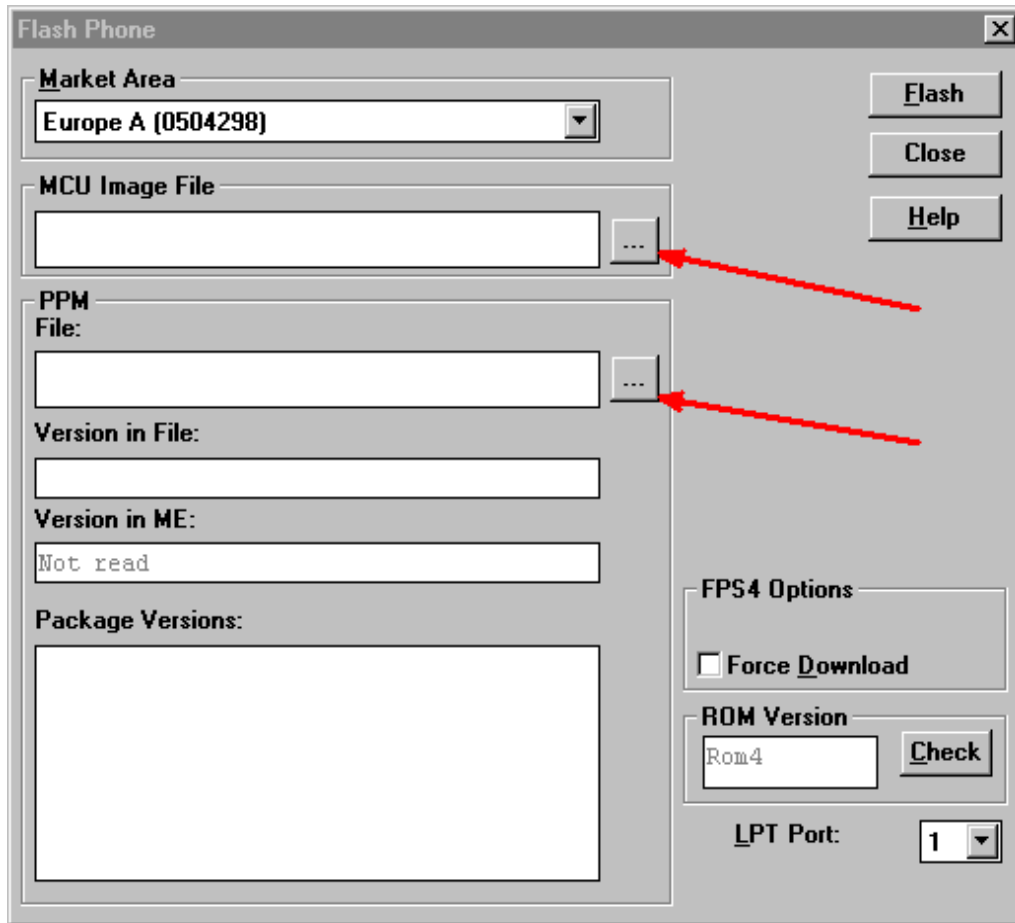 Flash Phone
Market Area
Europe A (0504298)
Flash
Close
Help
MCU Image File
...
PPM
File:
...
Version in File:
Version in ME:
Not read
Package Versions:
FPS4 Options
Force Download
ROM Version
Rom4
Check
LPT Port:
1